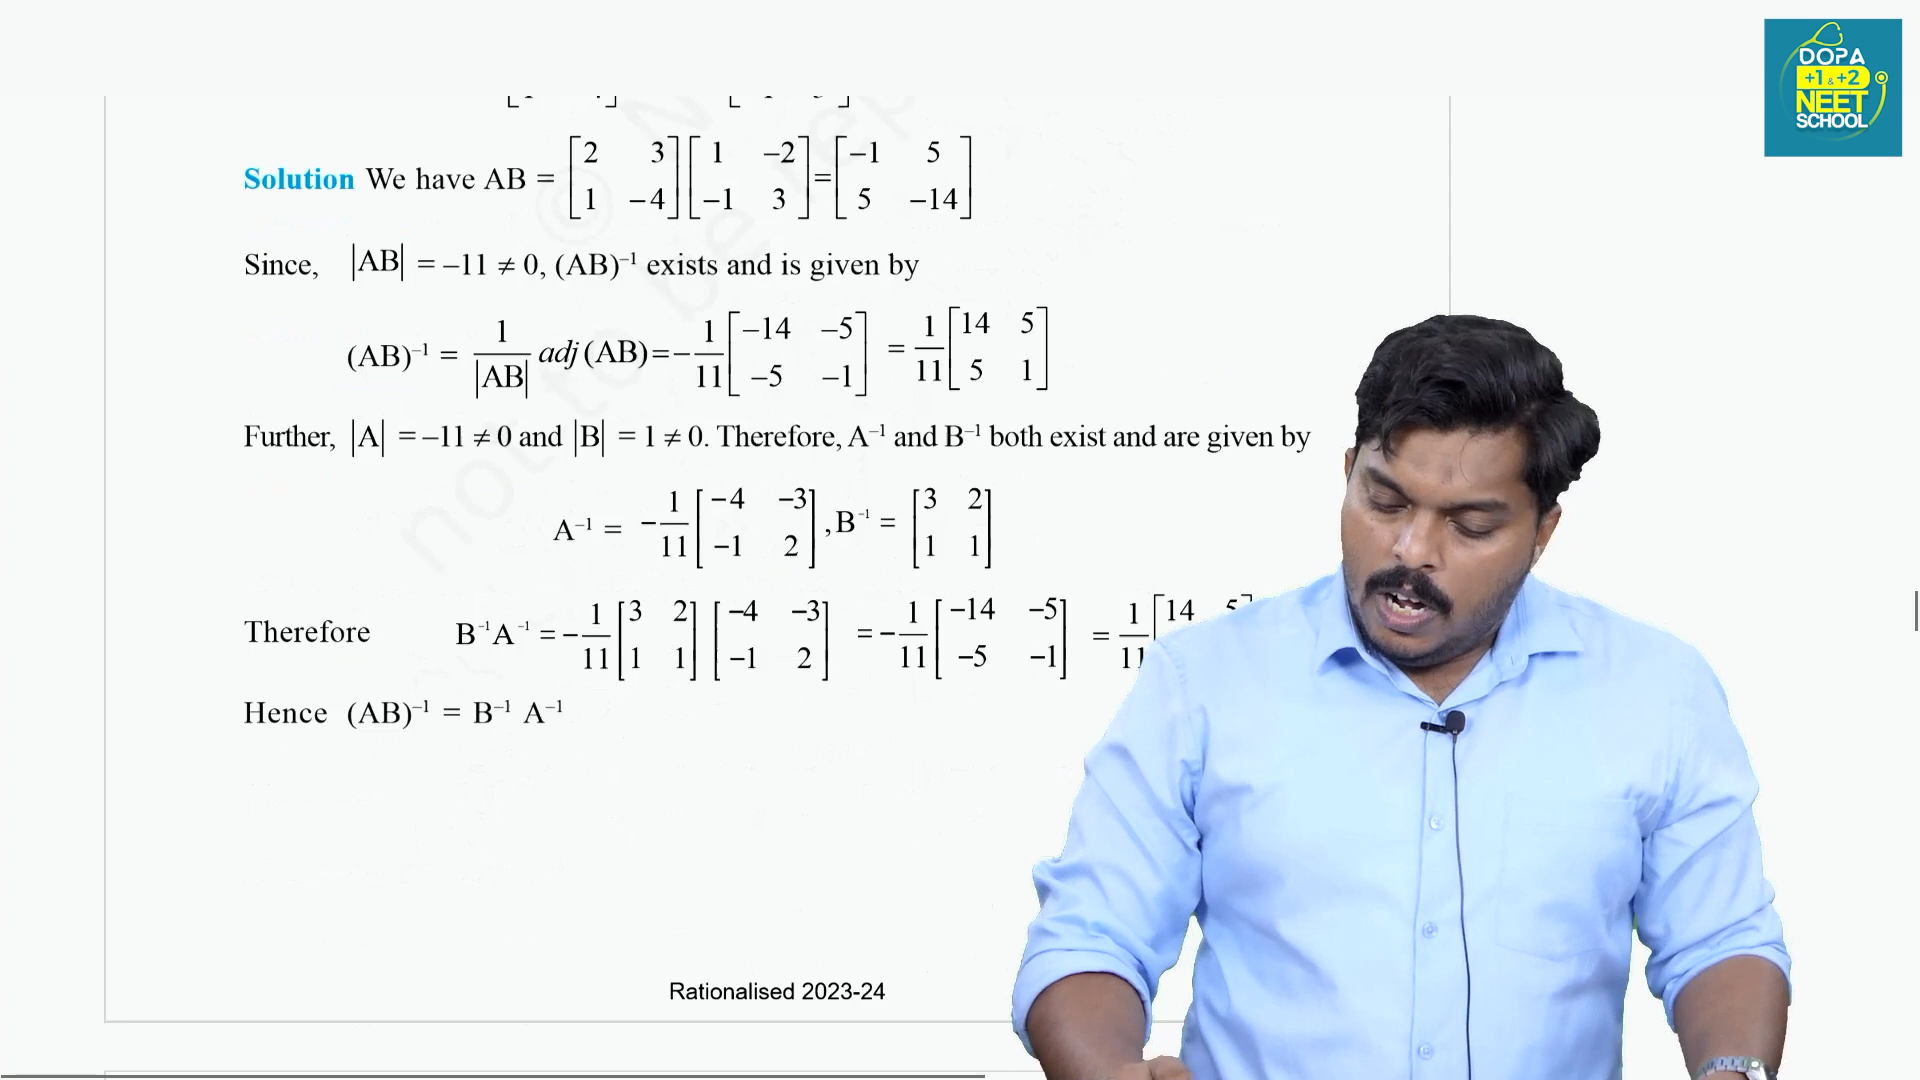 DOPA
+1 & +2
NEET
SCHOOL
Solution We have AB = [2 3 1 –4] [1 –2 –1 3] = [–1 5 5 –14]
Since, |AB| = –11 ≠ 0, (AB)⁻¹ exists and is given by
(AB)⁻¹ = 1/|AB| adj (AB) = –1/11 [–14 –5 –5 –1] = 1/11 [14 5 5 1]
Further, |A| = –11 ≠ 0 and |B| = 1 ≠ 0. Therefore, A⁻¹ and B⁻¹ both exist and are given by
A⁻¹ = –1/11 [–4 –3 –1 2], B⁻¹ = [3 2 1 1]
Therefore B⁻¹A⁻¹ = –1/11 [3 2 1 1] [–4 –3 –1 2] = –1/11 [–14 –5 –5 –1] = 1/11 [14 5
Hence (AB)⁻¹ = B⁻¹ A⁻¹
Rationalised 2023-24